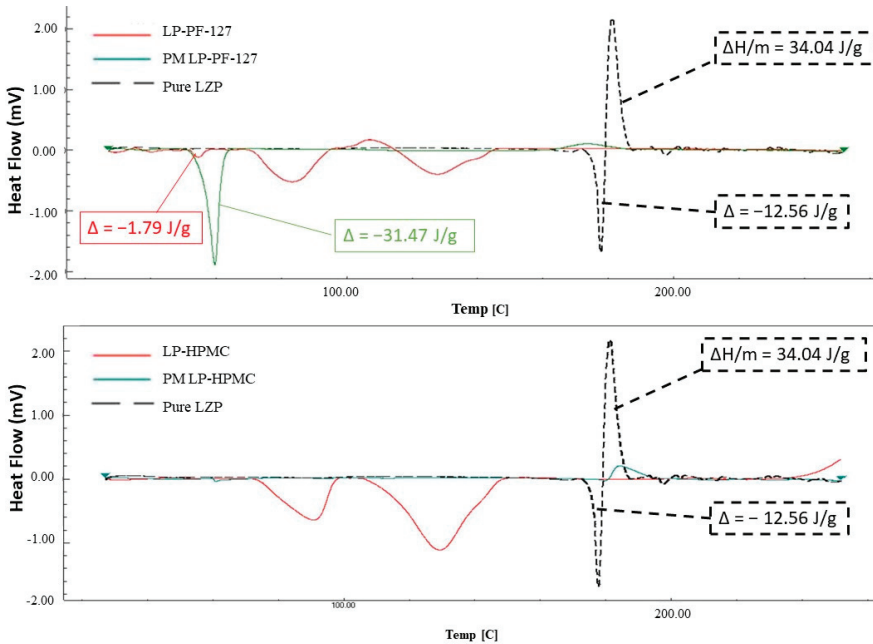 2.00
1.00
0.00
-1.00
-2.00
Heat Flow (mV)
LP-PF-127
PM LP-PF-127
Pure LZP
ΔH/m = 34.04 J/g
Δ = −1.79 J/g
Δ = −31.47 J/g
Δ = −12.56 J/g
100.00
200.00
Temp [C]
2.00
1.00
0.00
-1.00
-2.00
Heat Flow (mV)
LP-HPMC
PM LP-HPMC
Pure LZP
ΔH/m = 34.04 J/g
Δ = − 12.56 J/g
100.00
200.00
Temp [C]